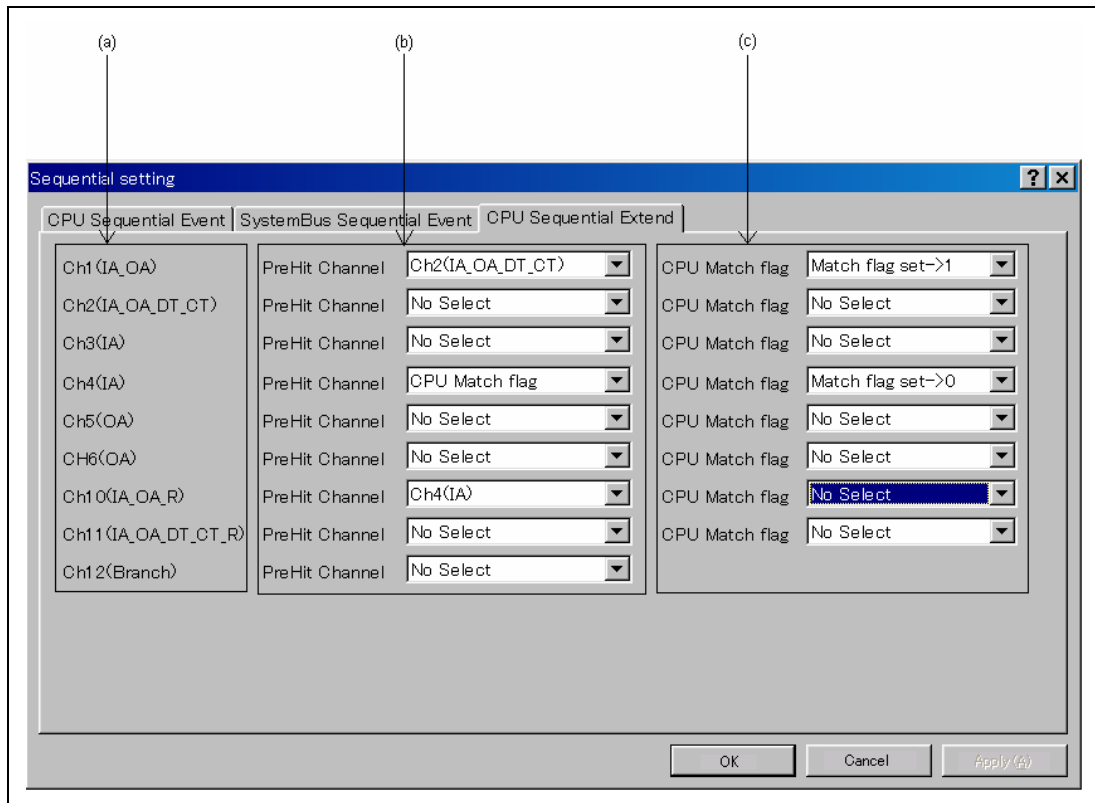 (a) (b) (c)
Sequential setting
CPU Sequential Event SystemBus Sequential Event CPU Sequential Extend
Ch1(IA_OA) PreHit Channel Ch2(IA_OA_DT_CT) CPU Match flag Match flag set->1
Ch2(IA_OA_DT_CT) PreHit Channel No Select CPU Match flag No Select
Ch3(IA) PreHit Channel No Select CPU Match flag No Select
Ch4(IA) PreHit Channel CPU Match flag CPU Match flag Match flag set->0
Ch5(OA) PreHit Channel No Select CPU Match flag No Select
CH6(OA) PreHit Channel No Select CPU Match flag No Select
Ch10(IA_OA_R) PreHit Channel Ch4(IA) CPU Match flag No Select
Ch11(IA_OA_DT_CT_R) PreHit Channel No Select CPU Match flag No Select
Ch12(Branch) PreHit Channel No Select
OK Cancel Apply(A)